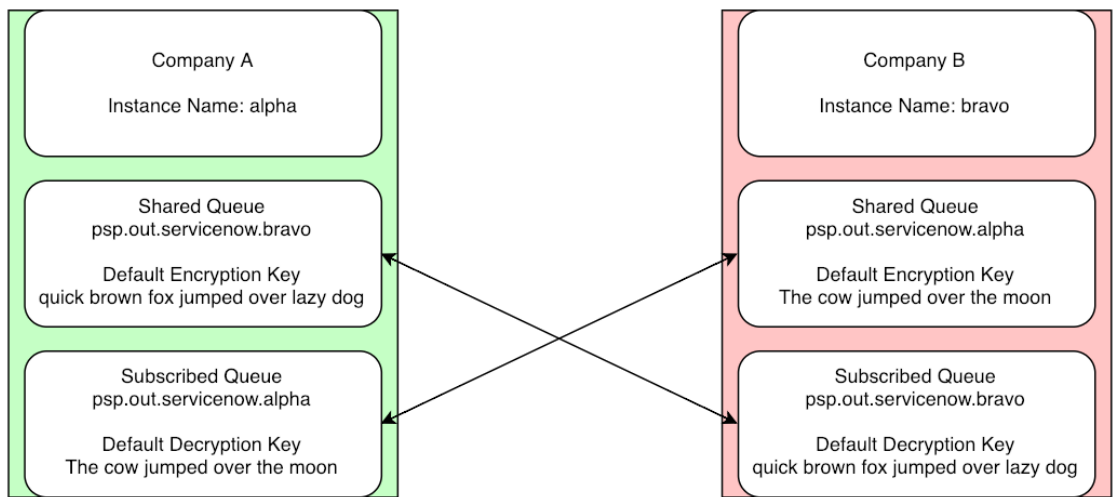 Company A
Instance Name: alpha
Shared Queue
psp.out.servicenow.bravo
Default Encryption Key
quick brown fox jumped over lazy dog
Subscribed Queue
psp.out.servicenow.alpha
Default Decryption Key
The cow jumped over the moon
Company B
Instance Name: bravo
Shared Queue
psp.out.servicenow.alpha
Default Encryption Key
The cow jumped over the moon
Subscribed Queue
psp.out.servicenow.bravo
Default Decryption Key
quick brown fox jumped over lazy dog